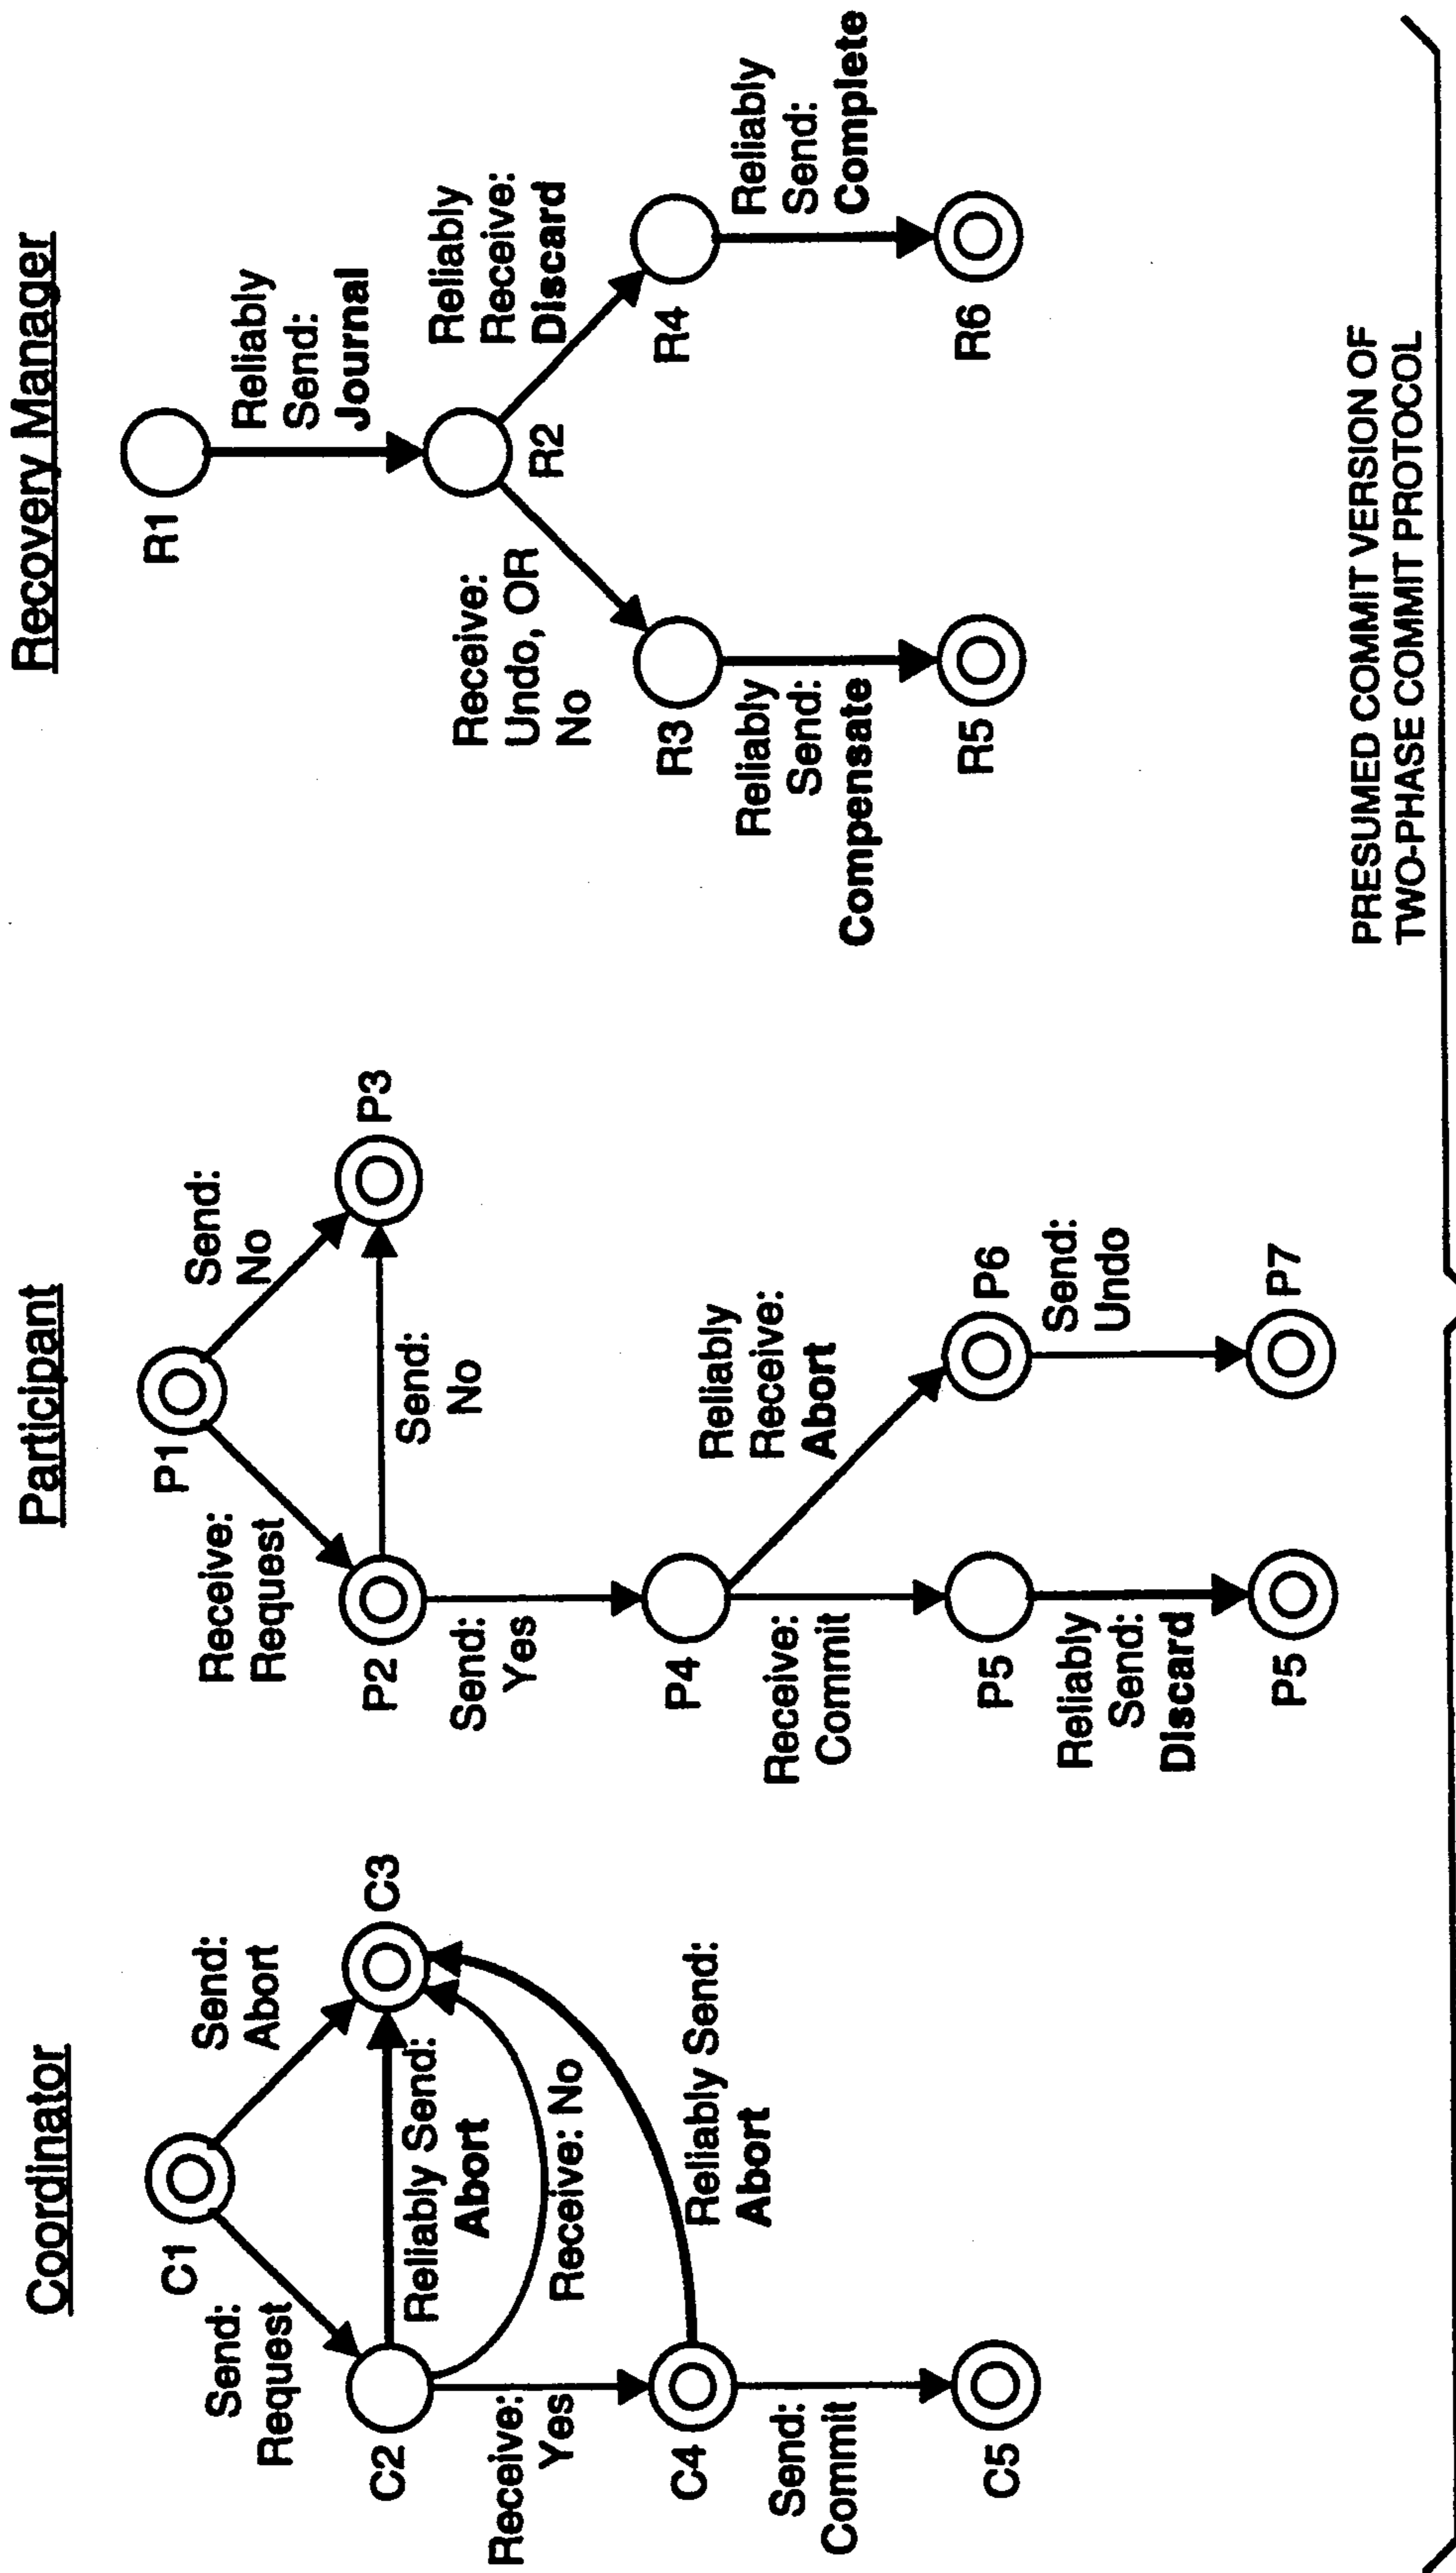 Coordinator
C1
Send:
Request
Send:
Abort
C2
C3
Reliably Send:
Abort
Receive: No
Receive:
Yes
C4
Reliably Send:
Abort
Send:
Commit
C5
Participant
P1
Receive:
Request
Send:
No
P2
P3
Send:
No
Send:
Yes
P4
Receive:
Commit
Reliably
Receive:
Abort
P5
P6
Reliably
Send:
Discard
Send:
Undo
P5
P7
Recovery Manager
R1
Reliably
Send:
Journal
R2
Receive:
Undo, OR
No
Reliably
Receive:
Discard
R3
R4
Reliably
Send:
Compensate
Reliably
Send:
Complete
R5
R6
PRESUMED COMMIT VERSION OF
TWO-PHASE COMMIT PROTOCOL